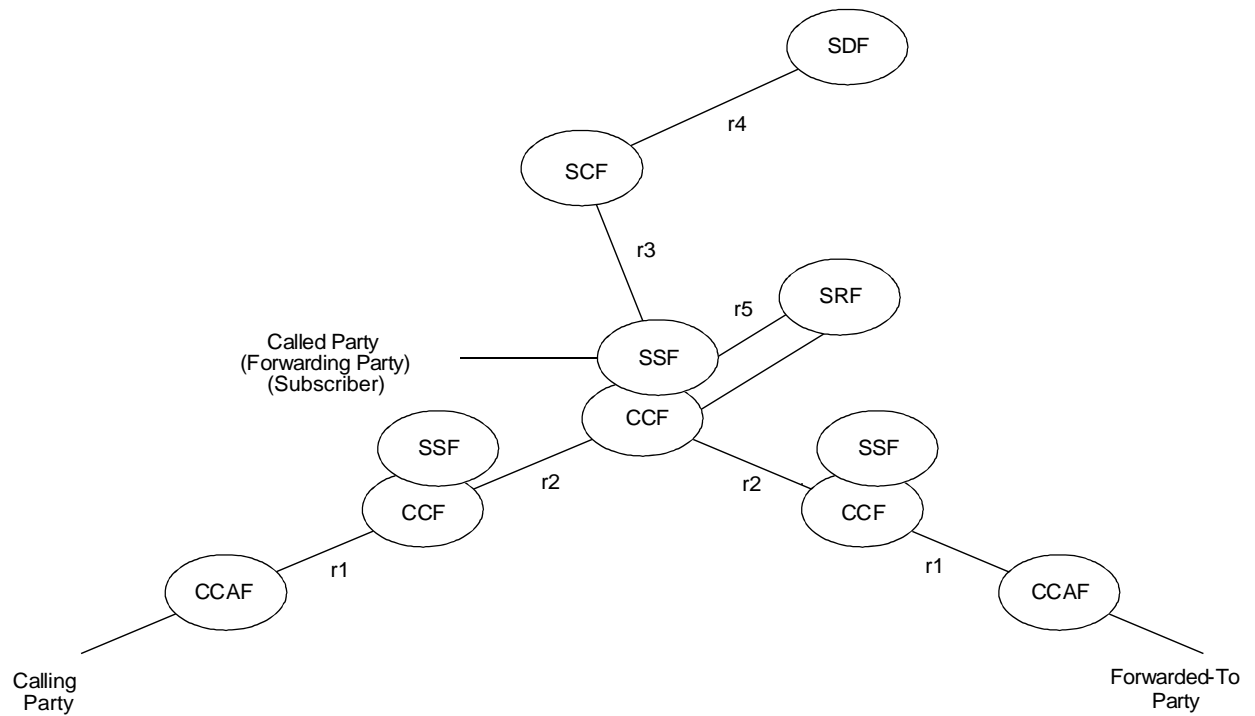 SDF
r4
SCF
r3
SRF
r5
Called Party
(Forwarding Party)
(Subscriber)
SSF
CCF
SSF
SSF
r2
r2
CCF
CCF
r1
r1
CCAF
CCAF
Calling
Party
Forwarded-To
Party